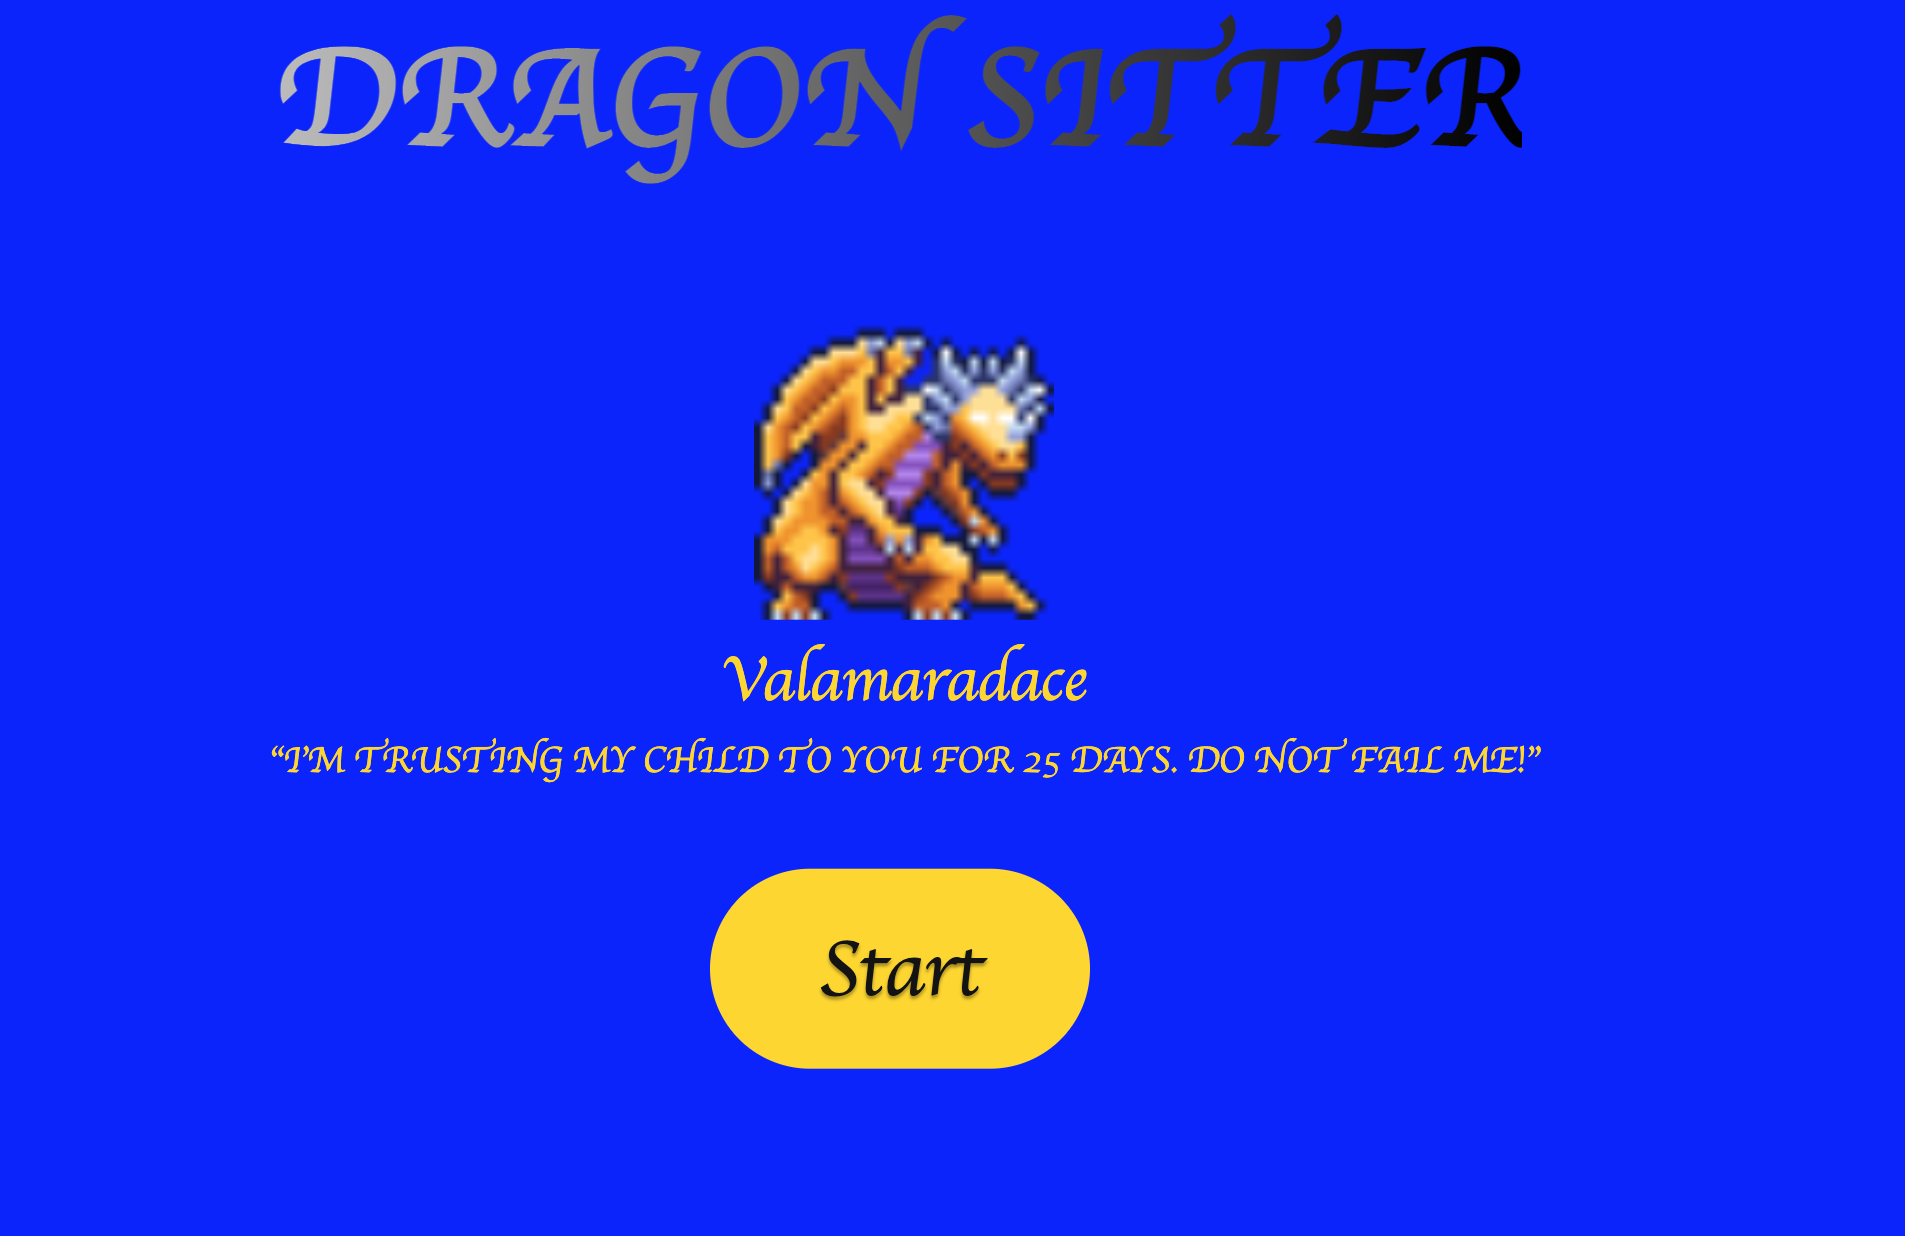 DRAGON SITTER
Valamaradace
“I’M TRUSTING MY CHILD TO YOU FOR 25 DAYS. DO NOT FAIL ME!”
Start